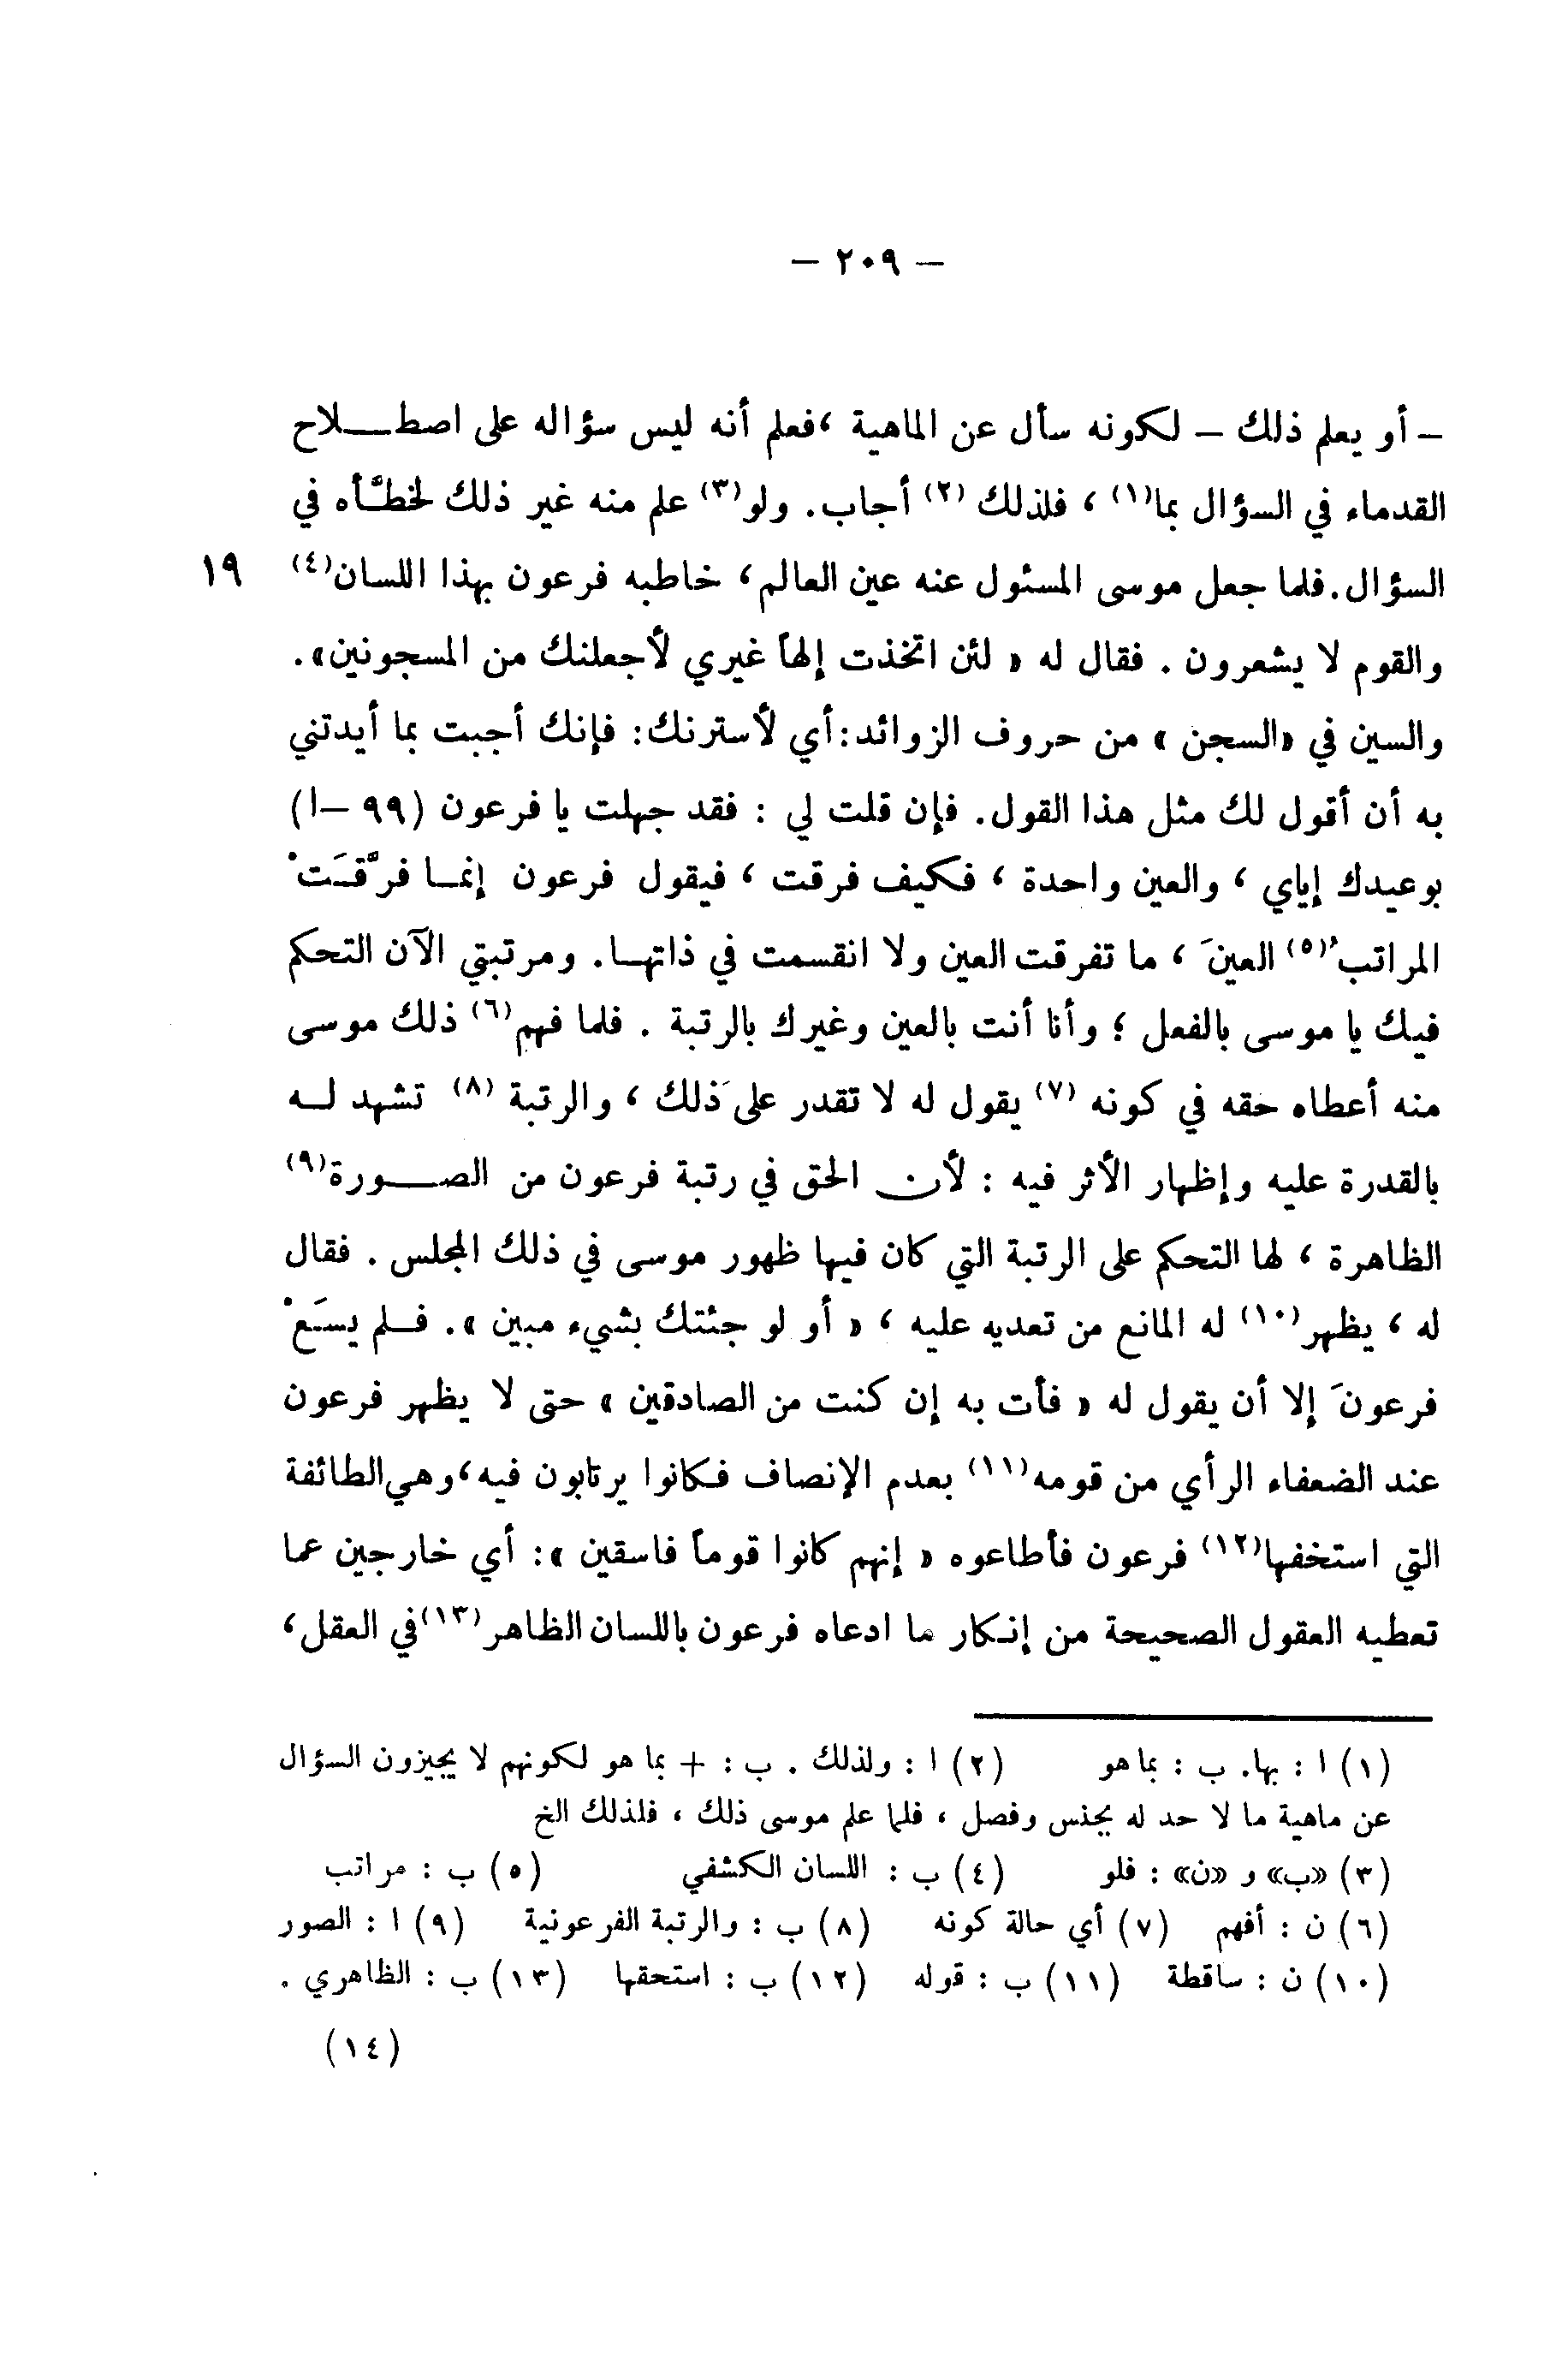 — ٢٠٩ —
– أو يعلم ذلك – لكونه سأل عن الماهية ، فعلم أنه ليس سؤاله على اصطـلاح
القدماء في السؤال بما(١) ، فلذلك (٢) أجاب. ولو(٣) علم منه غير ذلك لخطَّأه في
السؤال. فلما جعل موسى المسئول عنه عين العالم ، خاطبه فرعون بهذا اللسان(٤) ١٩
والقوم لا يشعرون . فقال له « لئن اتخذت إلهاً غيري لأجعلنك من المسجونين».
والسين في «السجن » من حروف الزوائد: أي لأسترنك: فإنك أجبت بما أيدتني
به أن أقول لك مثل هذا القول. فإن قلت لي : فقد جهلت يا فرعون (٩٩ –ا)
بوعيدك إياي ، والعين واحدة ، فكيف فرقت ، فيقول فرعون إنمـا فرَّقَتْ
المراتبُ(٥) العينَ ، ما تفرقت العين ولا انقسمت في ذاتهـا. ومرتبتي الآن التحكم
فيك يا موسى بالفعل ؛ وأنا أنت بالعين وغيرك بالرتبة . فلما فهم(٦) ذلك موسى
منه أعطاه حقه في كونه (٧) يقول له لا تقدر على ذلك ، والرتبة (٨) تشهد لـه
بالقدرة عليه وإظهار الأثر فيه : لأن الحق في رتبة فرعون من الصـورة(٩)
الظاهرة ، لها التحكم على الرتبة التي كان فيها ظهور موسى في ذلك المجلس . فقال
له ، يظهر(١٠) له المانع من تعديه عليه ، « أو لو جئتك بشيء مبين ». فـلم يسَعْ
فرعونَ إلا أن يقول له « فأت به إن كنت من الصادقين » حتى لا يظهر فرعون
عند الضعفاء الرأي من قومه(١١) بعدم الإنصاف فكانوا يرتابون فيه، وهي الطائفة
التي استخفها(١٢) فرعون فأطاعوه « إنهم كانوا قوماً فاسقين »: أي خارجين عما
تعطيه العقول الصحيحة من إنكار ما ادعاه فرعون باللسان الظاهر(١٣) في العقل ،
(١) ا : بها. ب : بما هو (٢) ا : ولذلك . ب : + بما هو لكونهم لا يجيزون السؤال
عن ماهية ما لا حد له بجنس وفصل ، فلما علم موسى ذلك ، فلذلك الخ
(٣) «ب» و «ن» : فلو (٤) ب : اللسان الكشفي (٥) ب : مراتب
(٦) ن : أفهم (٧) أي حالة كونه (٨) ب : والرتبة الفرعونية (٩) ا : الصور
(١٠) ن : ساقطة (١١) ب : قوله (١٢) ب : استحقها (١٣) ب : الظاهري .
(١٤)